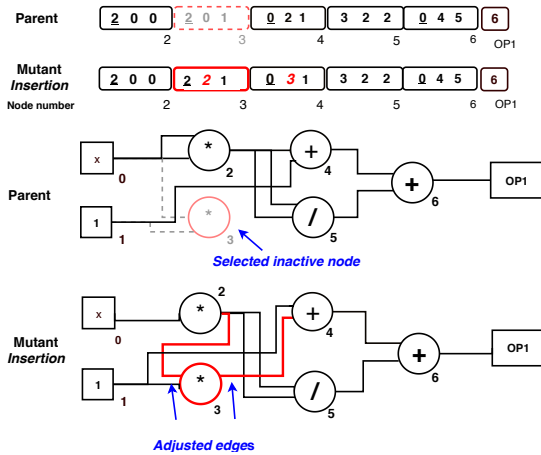 Parent 2 0 0 2 0 1 0 2 1 3 2 2 0 4 5 6
2 3 4 5 6 OP1
Mutant Insertion 2 0 0 2 2 1 0 3 1 3 2 2 0 4 5 6
Node number 2 3 4 5 6 OP1
Parent
x 0
* 2
+ 4
+ 6
OP1
1 1
* 3
/ 5
Selected inactive node
Mutant Insertion
x 0
* 2
+ 4
+ 6
OP1
1 1
* 3
/ 5
Adjusted edges